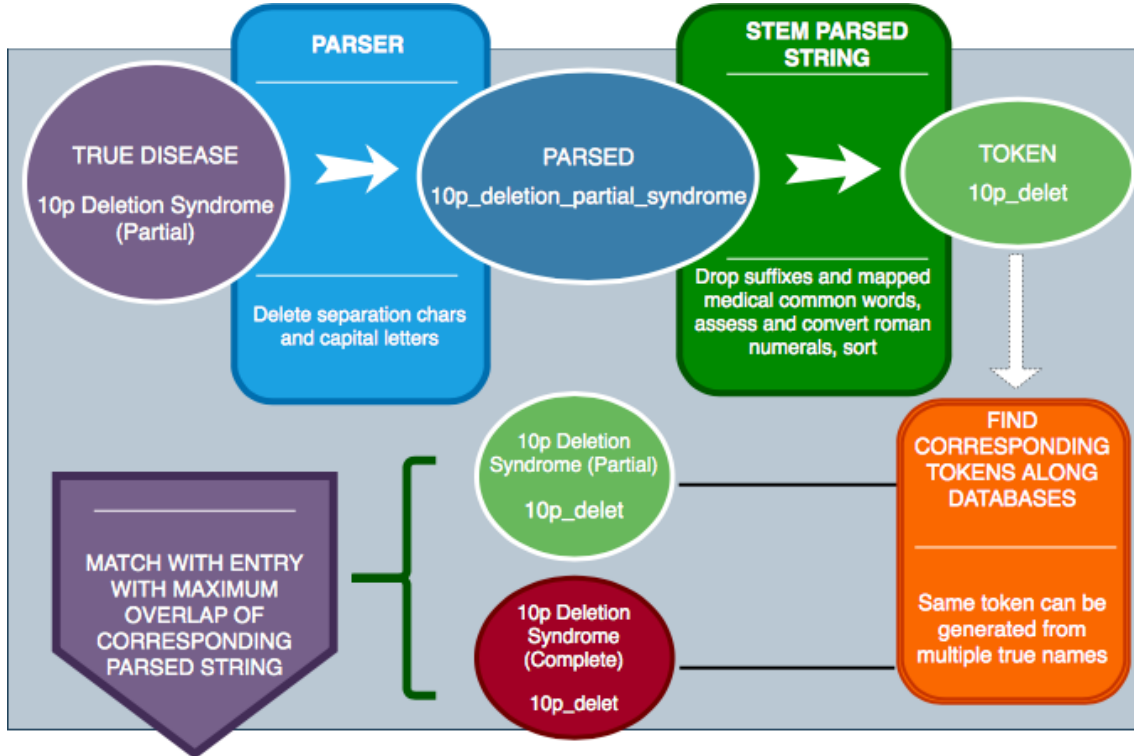 PARSER
Delete separation chars
and capital letters
STEM PARSED
STRING
Drop suffixes and mapped
medical common words,
assess and convert roman
numerals, sort
TRUE DISEASE
10p Deletion Syndrome
(Partial)
PARSED
10p_deletion_partial_syndrome
TOKEN
10p_delet
FIND
CORRESPONDING
TOKENS ALONG
DATABASES
Same token can be
generated from
multiple true names
10p Deletion
Syndrome (Partial)
10p_delet
10p Deletion
Syndrome
(Complete)
10p_delet
MATCH WITH ENTRY
WITH MAXIMUM
OVERLAP OF
CORRESPONDING
PARSED STRING